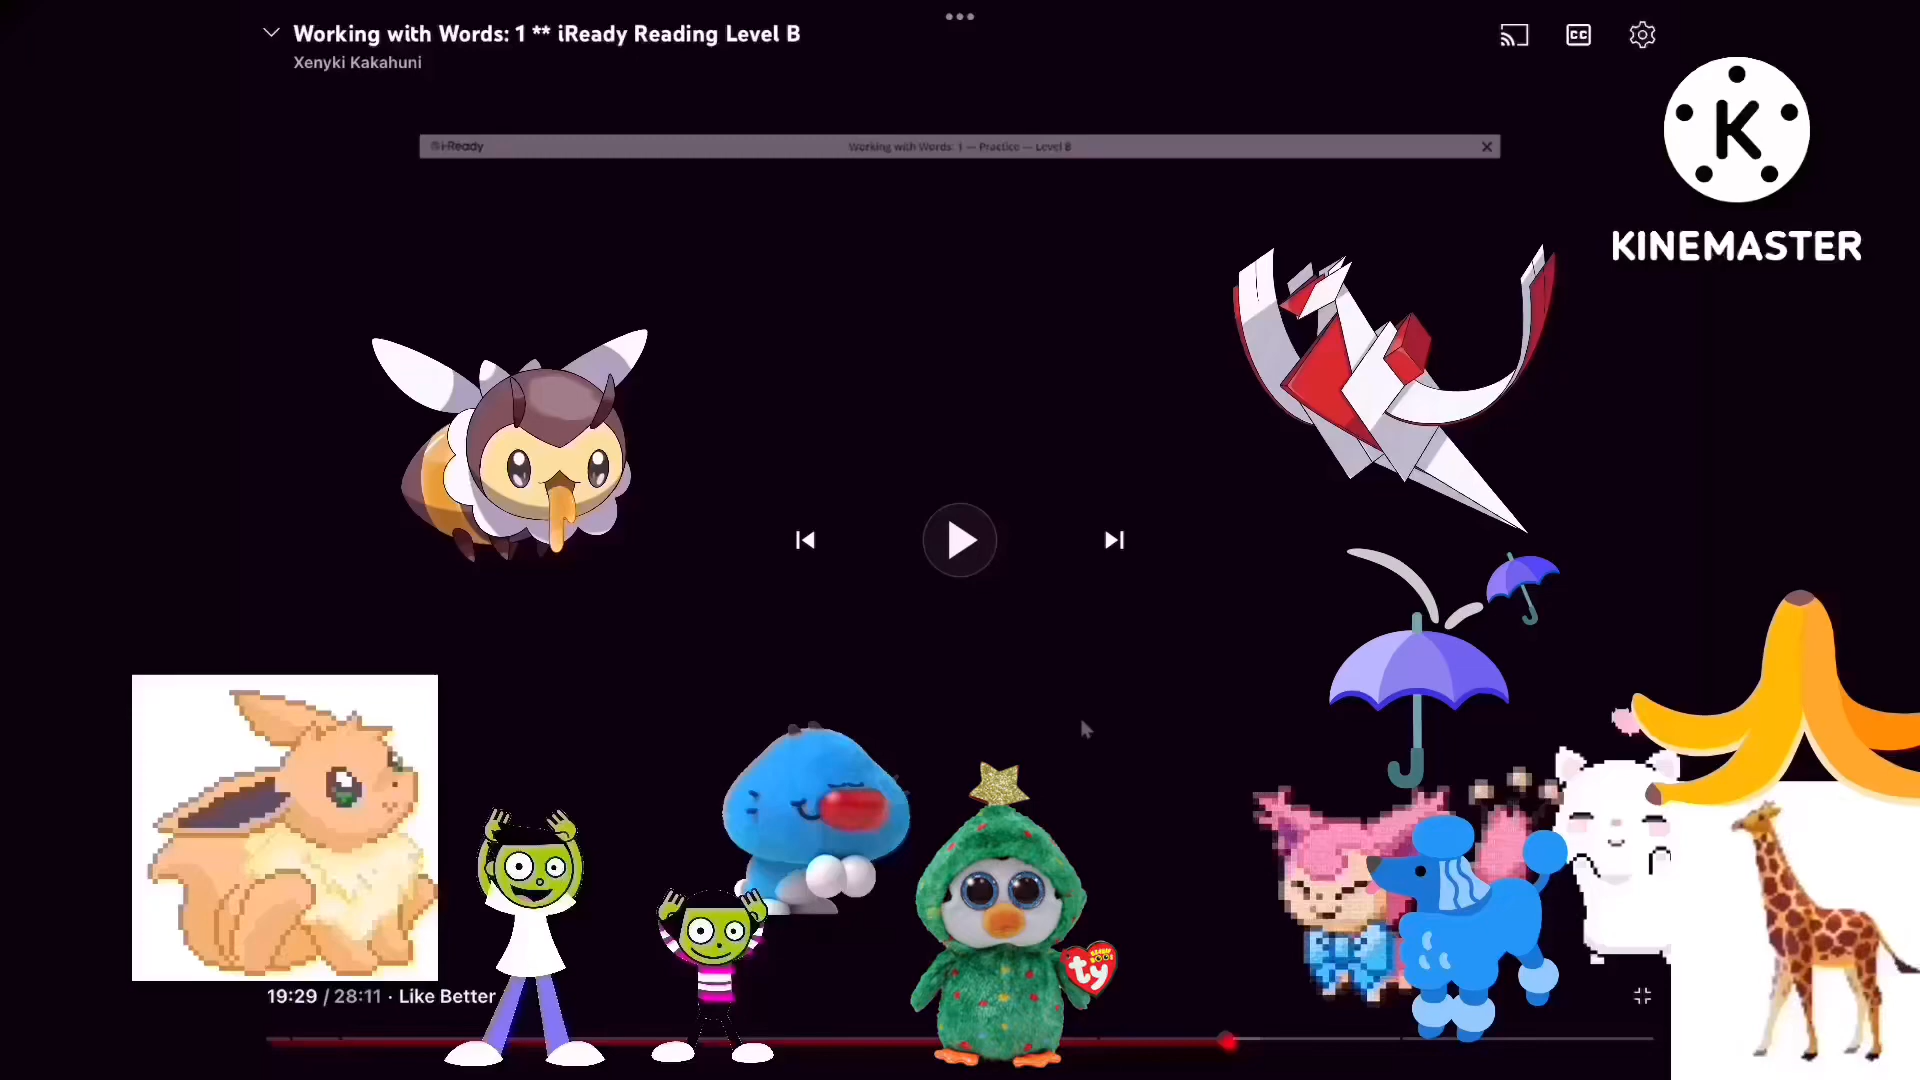 Working with Words: 1 ** iReady Reading Level B
Xenyki Kakahuni
CC
K
KINEMASTER
i-Ready
Working with Words: 1 — Practice — Level B
ty
19:29 / 28:11 · Like Better